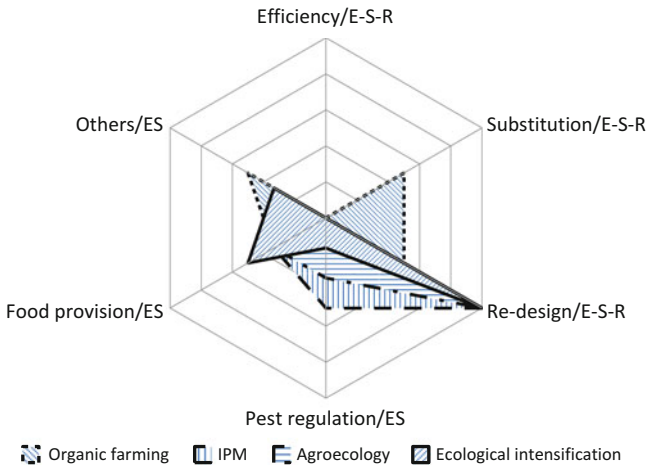 Efficiency/E-S-R
Others/ES
Substitution/E-S-R
Food provision/ES
Re-design/E-S-R
Pest regulation/ES
Organic farming IPM Agroecology Ecological intensification